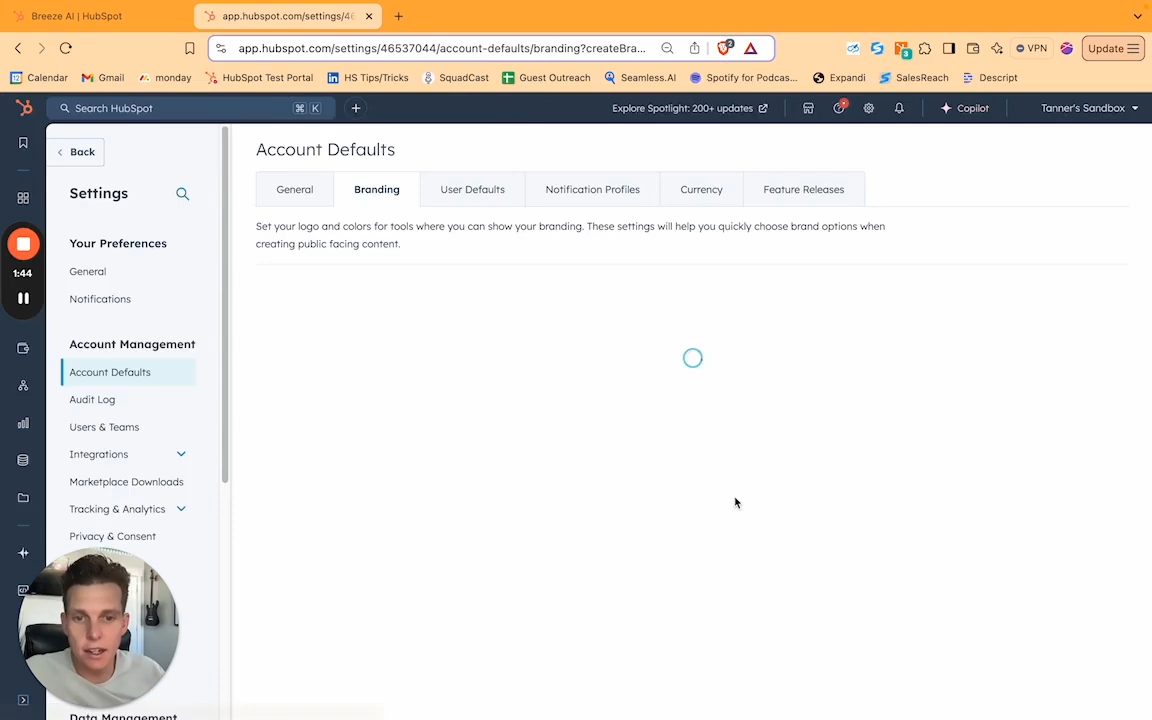 Breeze AI | HubSpot
app.hubspot.com/settings/46
app.hubspot.com/settings/46537044/account-defaults/branding?createBra...
2
3
VPN
Update
Calendar
Gmail
monday
HubSpot Test Portal
HS Tips/Tricks
SquadCast
Guest Outreach
Seamless.AI
Spotify for Podcas...
Expandi
SalesReach
Descript
Search HubSpot
⌘ K
Explore Spotlight: 200+ updates
Copilot
Tanner's Sandbox
Back
Settings
Your Preferences
General
Notifications
Account Management
Account Defaults
Audit Log
Users & Teams
Integrations
Marketplace Downloads
Tracking & Analytics
Privacy & Consent
Data Management
1:44
Account Defaults
General
Branding
User Defaults
Notification Profiles
Currency
Feature Releases
Set your logo and colors for tools where you can show your branding. These settings will help you quickly choose brand options when
creating public facing content.